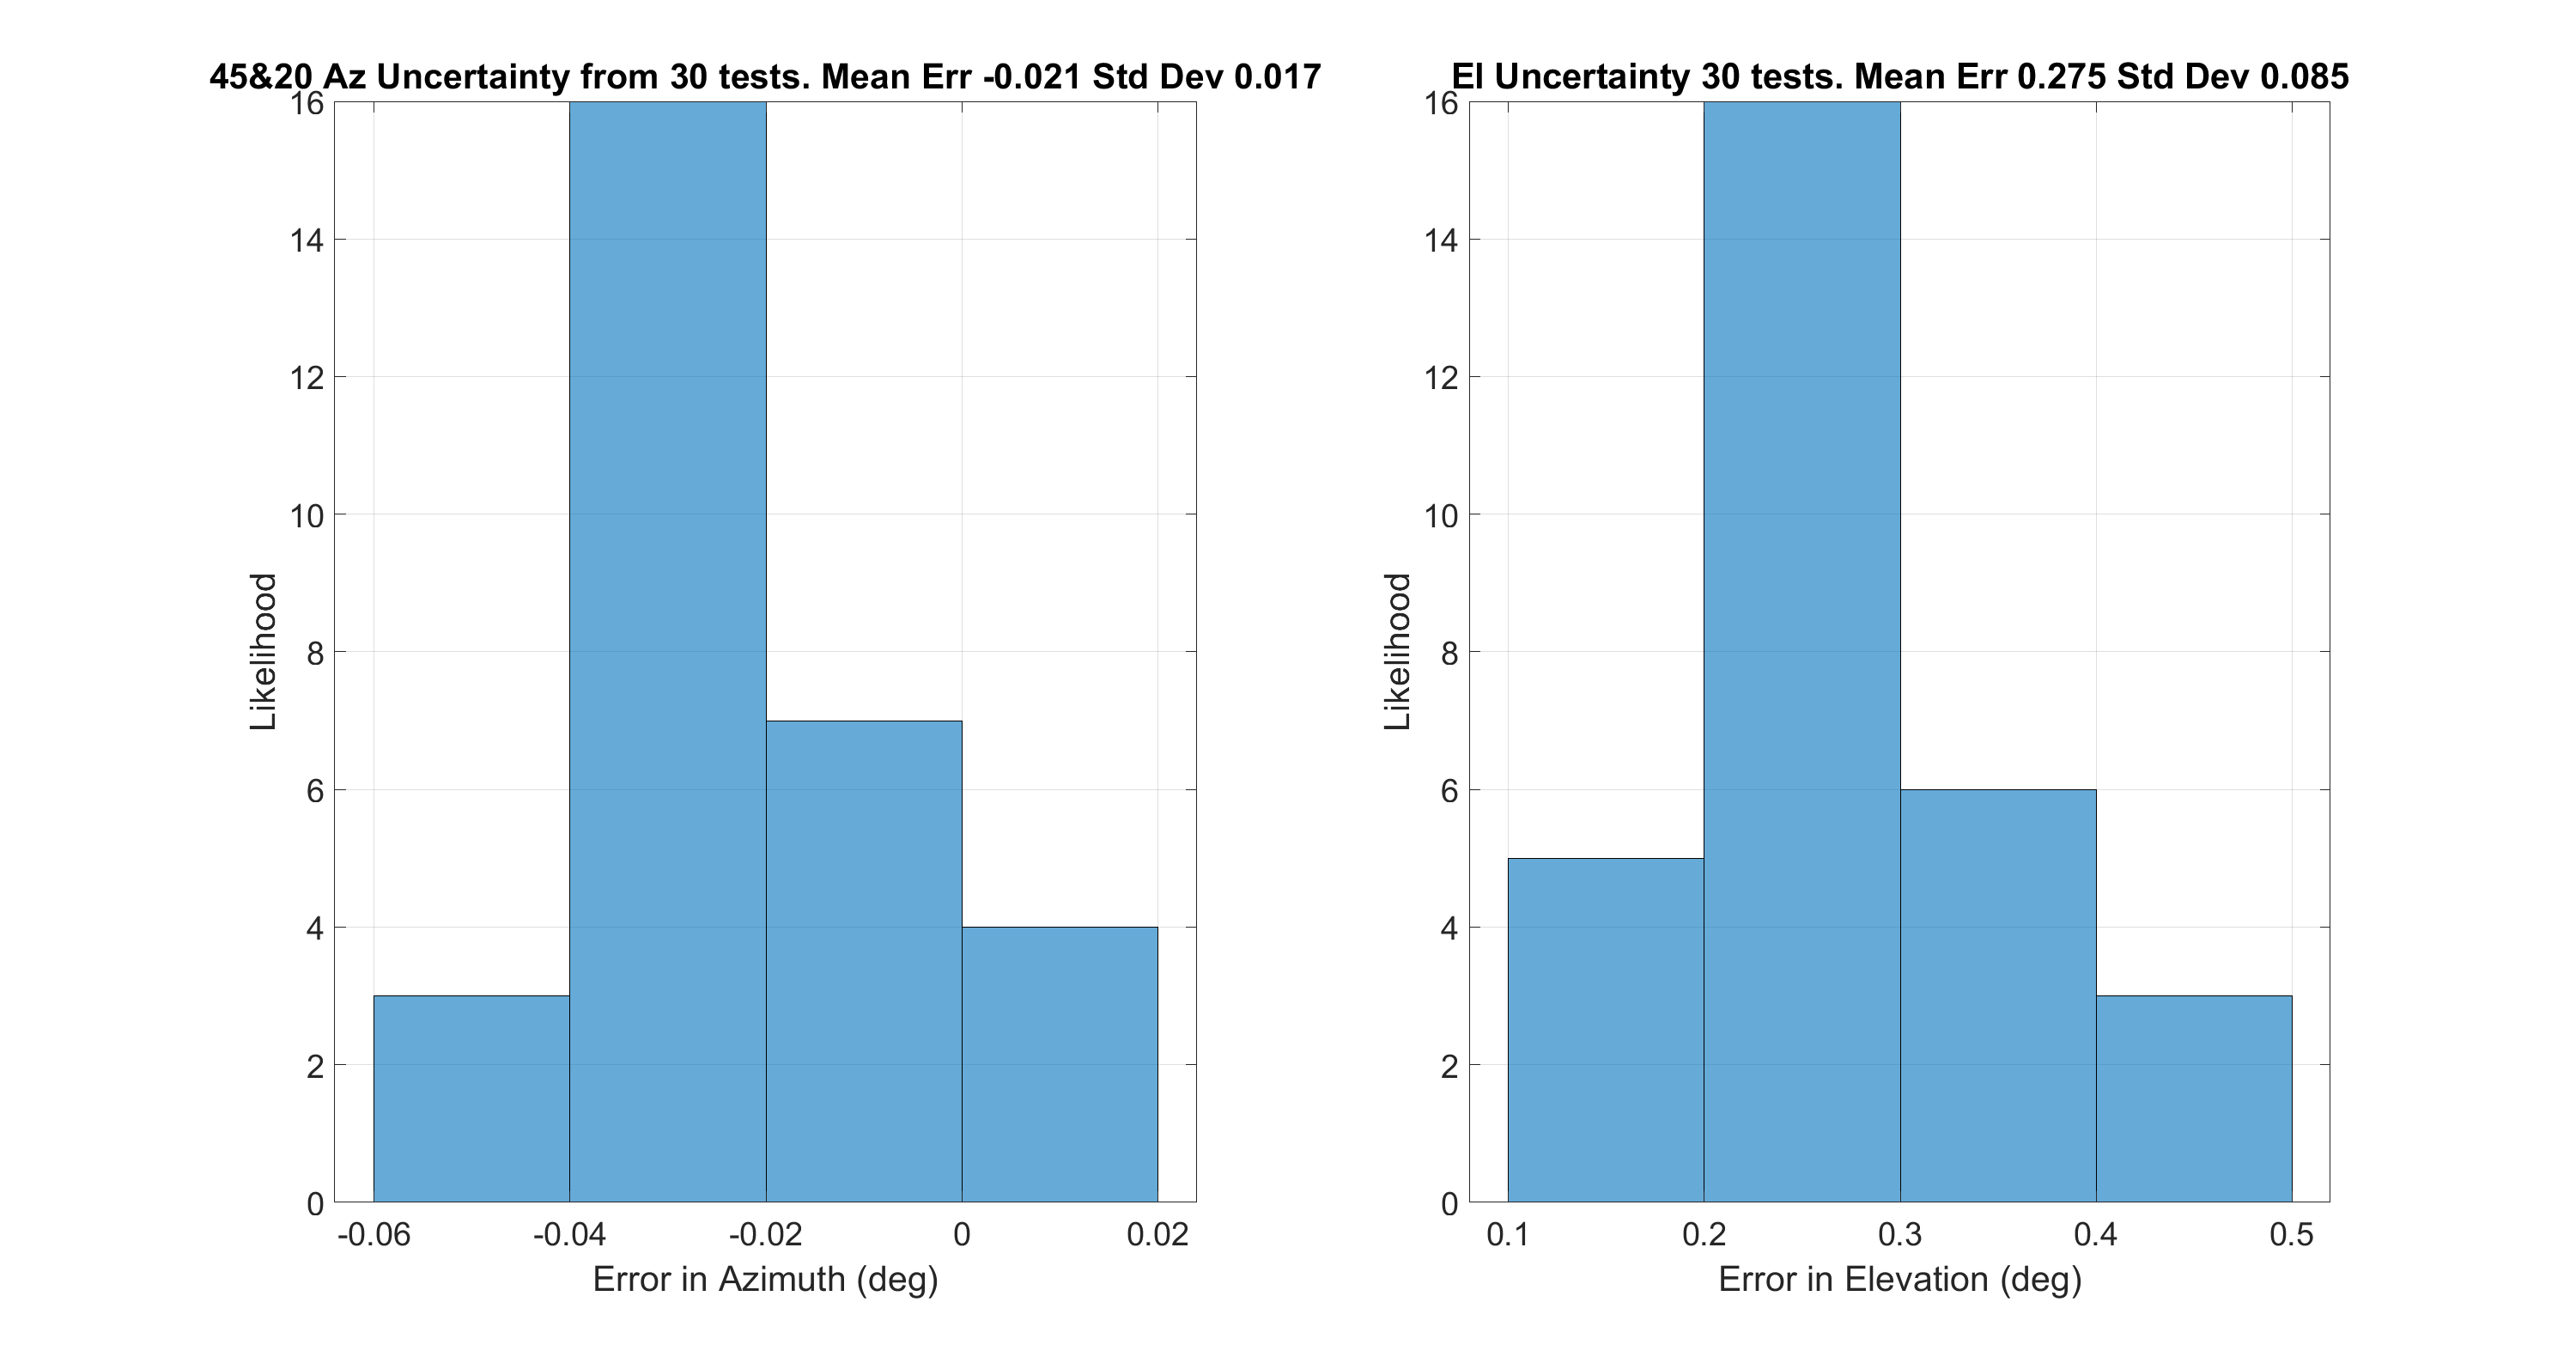 45&20 Az Uncertainty from 30 tests. Mean Err -0.021 Std Dev 0.017
16
14
12
10
8
6
4
2
0
Likelihood
-0.06 -0.04 -0.02 0 0.02
Error in Azimuth (deg)
El Uncertainty 30 tests. Mean Err 0.275 Std Dev 0.085
16
14
12
10
8
6
4
2
0
Likelihood
0.1 0.2 0.3 0.4 0.5
Error in Elevation (deg)